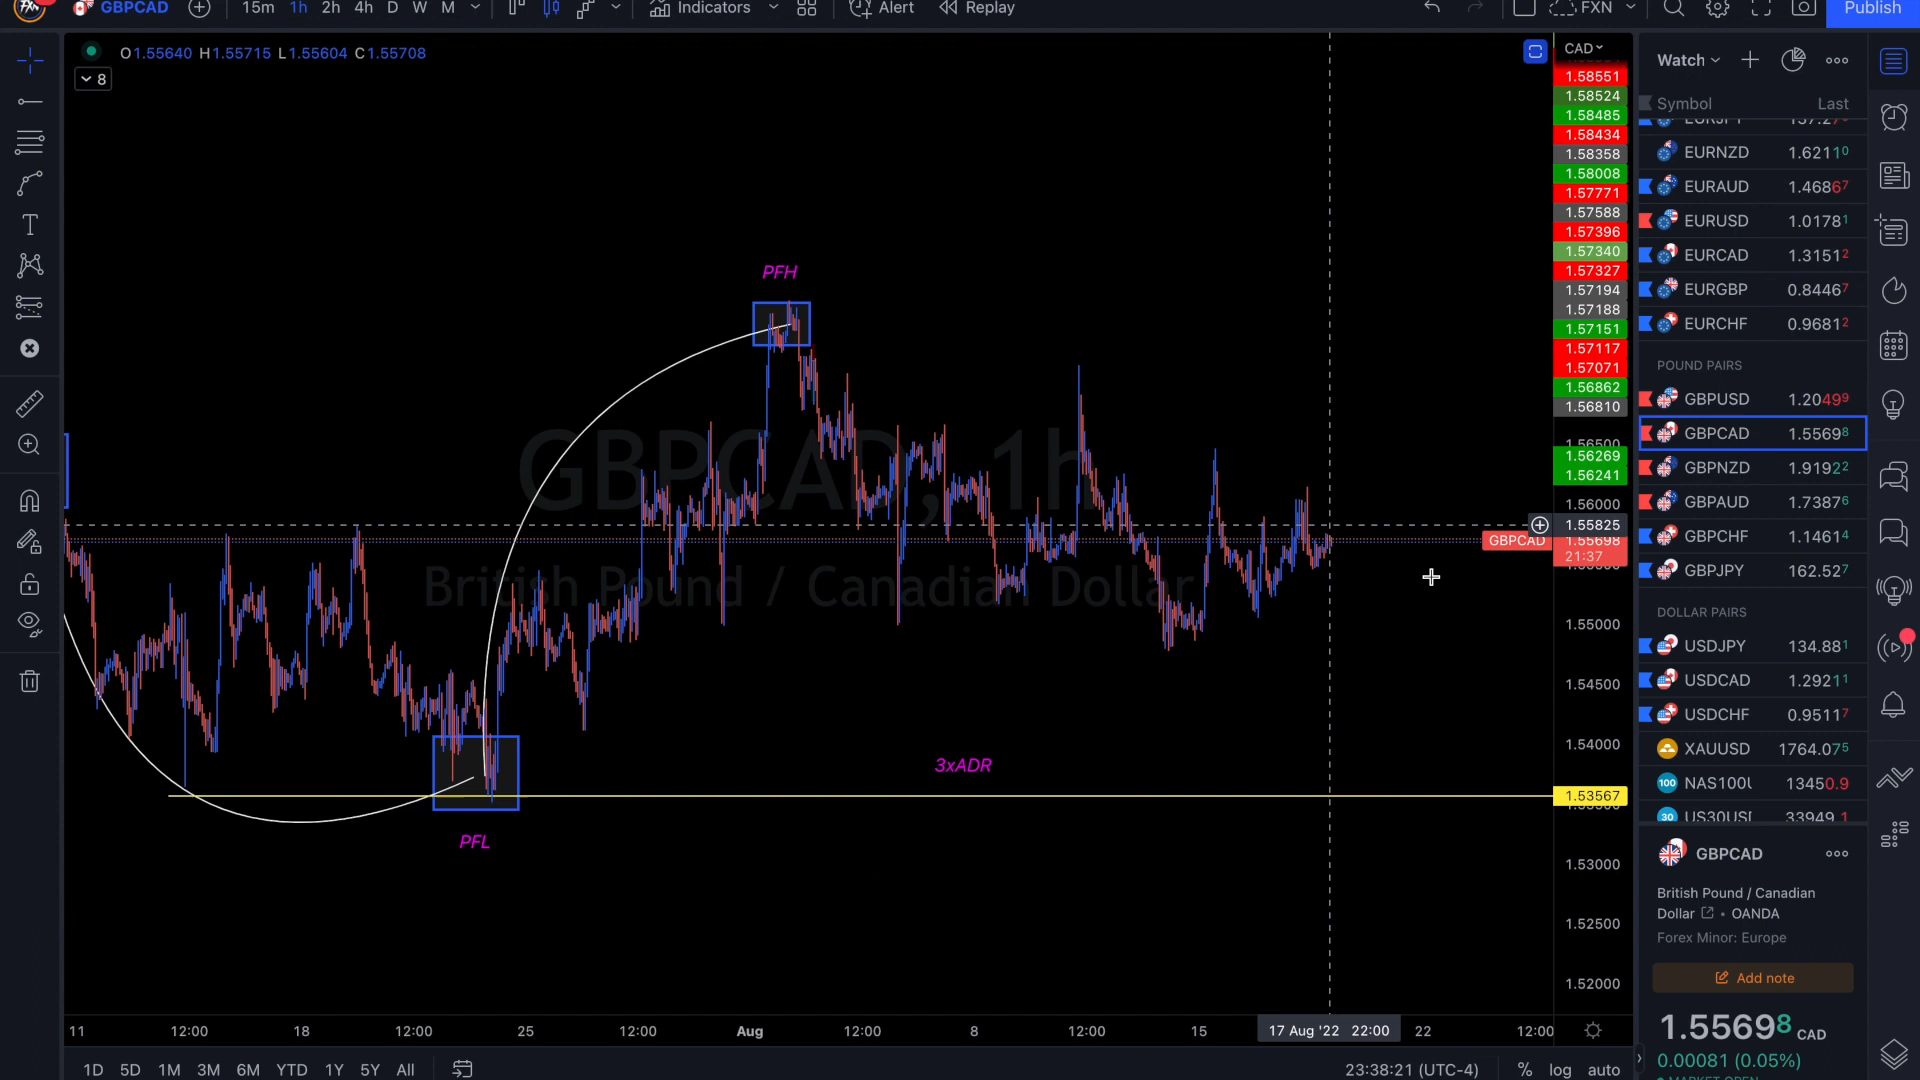 GBPCAD
15m 1h 2h 4h D W M
Indicators
Alert
Replay
FXN
Publish
O1.55640 H1.55715 L1.55604 C1.55708
8
CAD
1.58551
1.58524
1.58485
1.58434
1.58358
1.58008
1.57771
1.57588
1.57396
1.57340
1.57327
1.57194
1.57188
1.57151
1.57117
1.57071
1.56862
1.56810
1.56269
1.56241
1.56000
1.55825
GBPCAD 1.55698
21:37
1.55000
1.54500
1.54000
1.53567
1.53000
1.52500
1.52000
PFH
GBPCAD, 1h
British Pound / Canadian Dollar
3xADR
PFL
11 12:00 18 12:00 25 12:00 Aug 12:00 8 12:00 15 17 Aug '22 22:00 22 12:00
1D 5D 1M 3M 6M YTD 1Y 5Y All
23:38:21 (UTC-4) % log auto
Watch
Symbol Last
EURNZD 1.62110
EURAUD 1.46867
EURUSD 1.01781
EURCAD 1.31512
EURGBP 0.84467
EURCHF 0.96812
POUND PAIRS
GBPUSD 1.20499
GBPCAD 1.55698
GBPNZD 1.91922
GBPAUD 1.73876
GBPCHF 1.14614
GBPJPY 162.527
DOLLAR PAIRS
USDJPY 134.881
USDCAD 1.29211
USDCHF 0.95117
XAUUSD 1764.075
NAS100U 13450.9
US30USD 33949.1
GBPCAD
British Pound / Canadian
Dollar • OANDA
Forex Minor: Europe
Add note
1.55698 CAD
0.00081 (0.05%)
MARKET OPEN